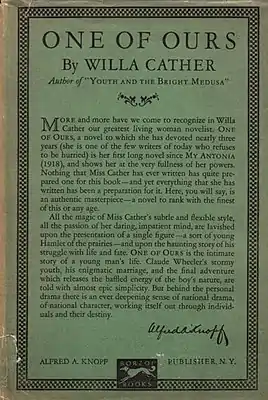 ONE OF OURS
By WILLA CATHER
Author of "YOUTH AND THE BRIGHT MEDUSA"
MORE and more have we come to recognize in Willa
Cather our greatest living woman novelist. ONE
OF OURS, a novel to which she has devoted nearly three
years (she is one of the few writers of today who refuses
to be hurried) is her first long novel since MY ANTONIA
(1918), and shows her at the very fullness of her powers.
Nothing that Miss Cather has ever written has quite pre-
pared one for this book—and yet everything that she has
written has been a preparation for it. Here, you will say, is
an authentic masterpiece—a novel to rank with the finest
of this or any age.
All the magic of Miss Cather's subtle and flexible style,
all the passion of her daring, impatient mind, are lavished
upon the presentation of a single figure—a sort of young
Hamlet of the prairies—and upon the haunting story of his
struggle with life and fate. ONE OF OURS is the intimate
story of a young man's life. Claude Wheeler's stormy
youth, his enigmatic marriage, and the final adventure
which releases the baffled energy of the boy's nature, are
told with almost epic simplicity. But behind the personal
drama there is an ever deepening sense of national drama,
of national character, working itself out through individ-
uals and their destiny.
Alfred A. Knopf
ALFRED A. KNOPF
BORZOI
BOOKS
PUBLISHER, N. Y.